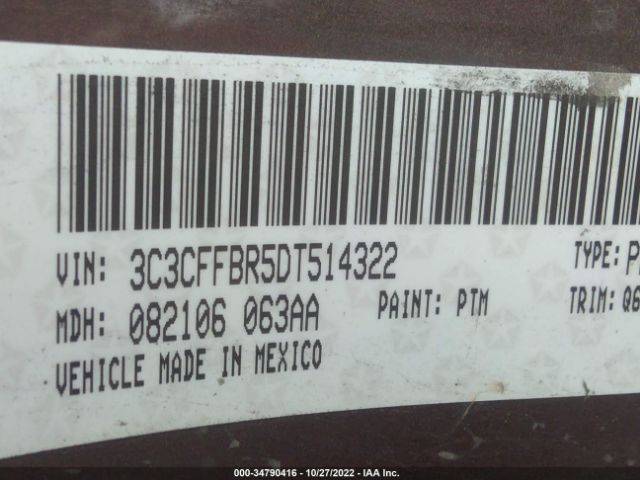 VIN: 3C3CFFBR5DT514322 TYPE:
MDH: 082106 063AA PAINT: PTM TRIM: Q6
VEHICLE MADE IN MEXICO
000-34790416 - 10/27/2022 - IAA Inc.